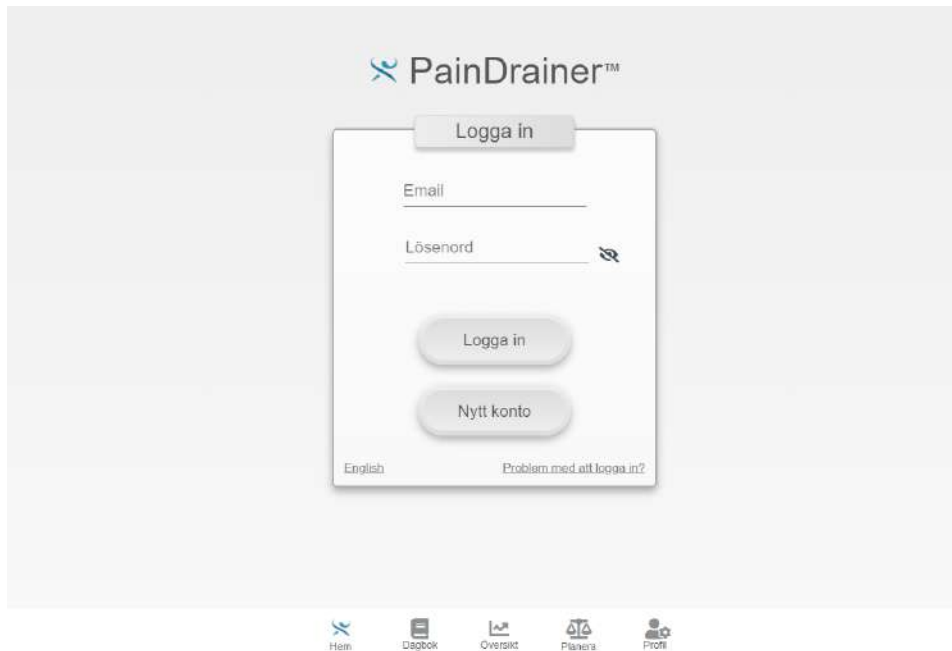 PainDrainer™
Logga in
Email
Lösenord
Logga in
Nytt konto
English Problem med att logga in?
Hem Dagbok Översikt Planera Profil